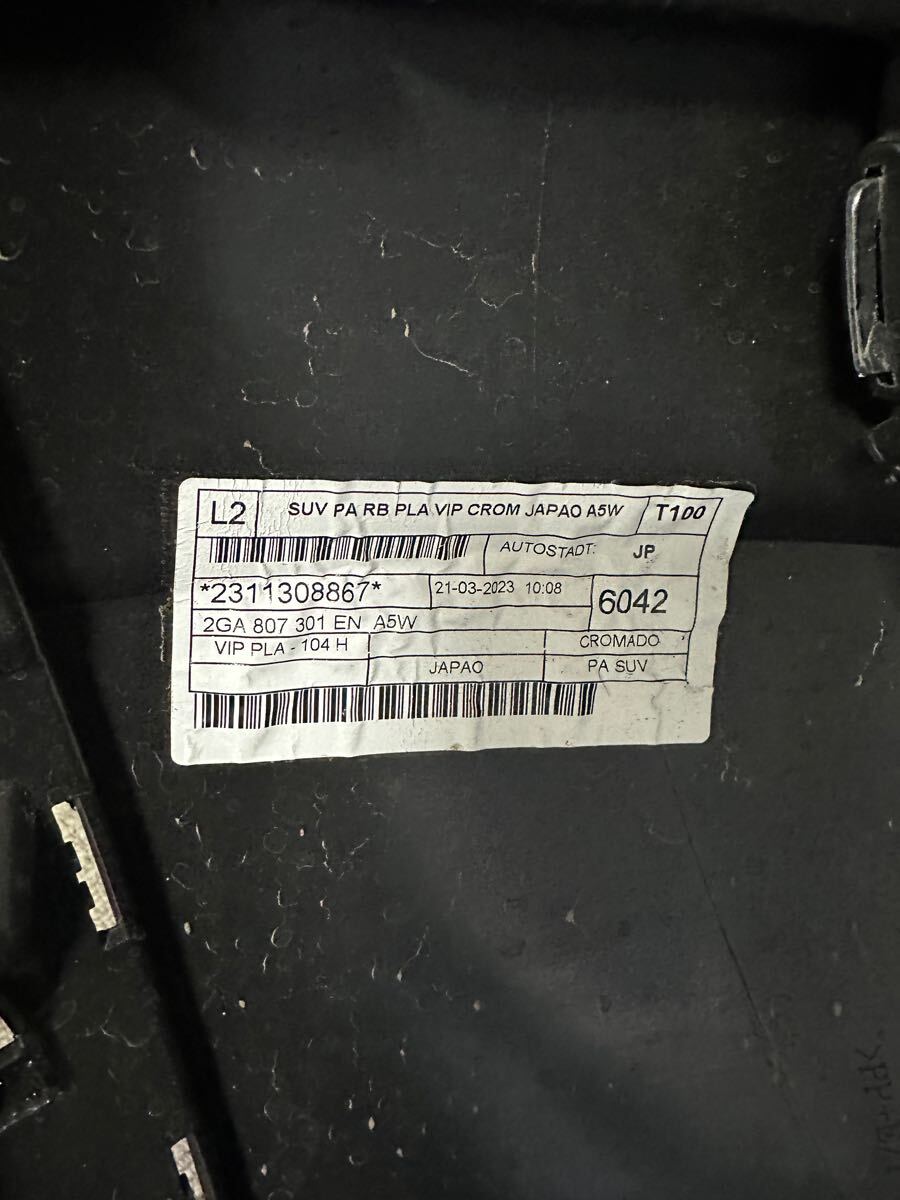 L2 SUV PA RB PLA VIP CROM JAPAO A5W T100
AUTOSTADT: JP
*2311308867* 21-03-2023 10:08 6042
2GA 807 301 EN A5W
VIP PLA - 104 H CROMADO
JAPAO PA SUV